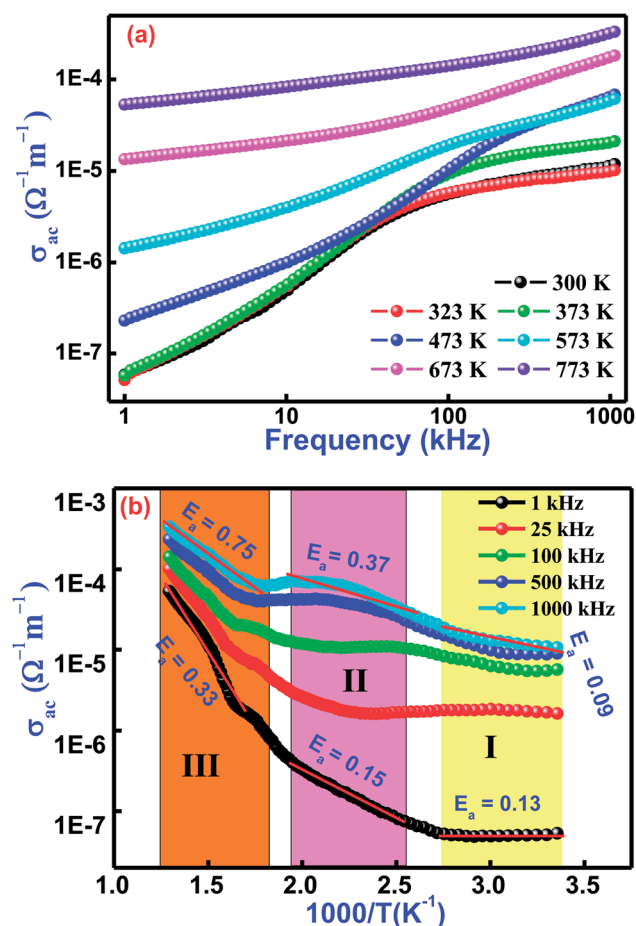 (a)
1E-4
1E-5
1E-6
1E-7
σac (Ω⁻¹m⁻¹)
300 K
323 K 373 K
473 K 573 K
673 K 773 K
1 10 100 1000
Frequency (kHz)
(b)
1E-3
1E-4
1E-5
1E-6
1E-7
σac (Ω⁻¹m⁻¹)
1 kHz
25 kHz
100 kHz
500 kHz
1000 kHz
Ea = 0.75
Ea = 0.37
Ea = 0.09
Ea = 0.33
Ea = 0.15
Ea = 0.13
III
II
I
1.0 1.5 2.0 2.5 3.0 3.5
1000/T(K⁻¹)